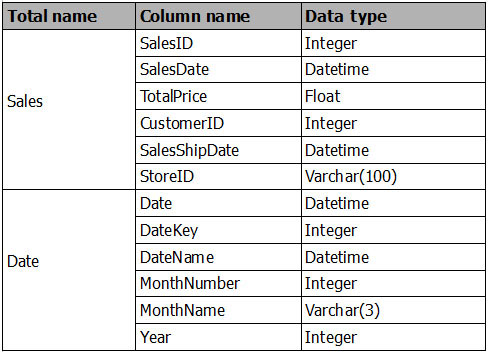 Total name Column name Data type
Sales
SalesID Integer
SalesDate Datetime
TotalPrice Float
CustomerID Integer
SalesShipDate Datetime
StoreID Varchar(100)
Date
Date Datetime
DateKey Integer
DateName Datetime
MonthNumber Integer
MonthName Varchar(3)
Year Integer